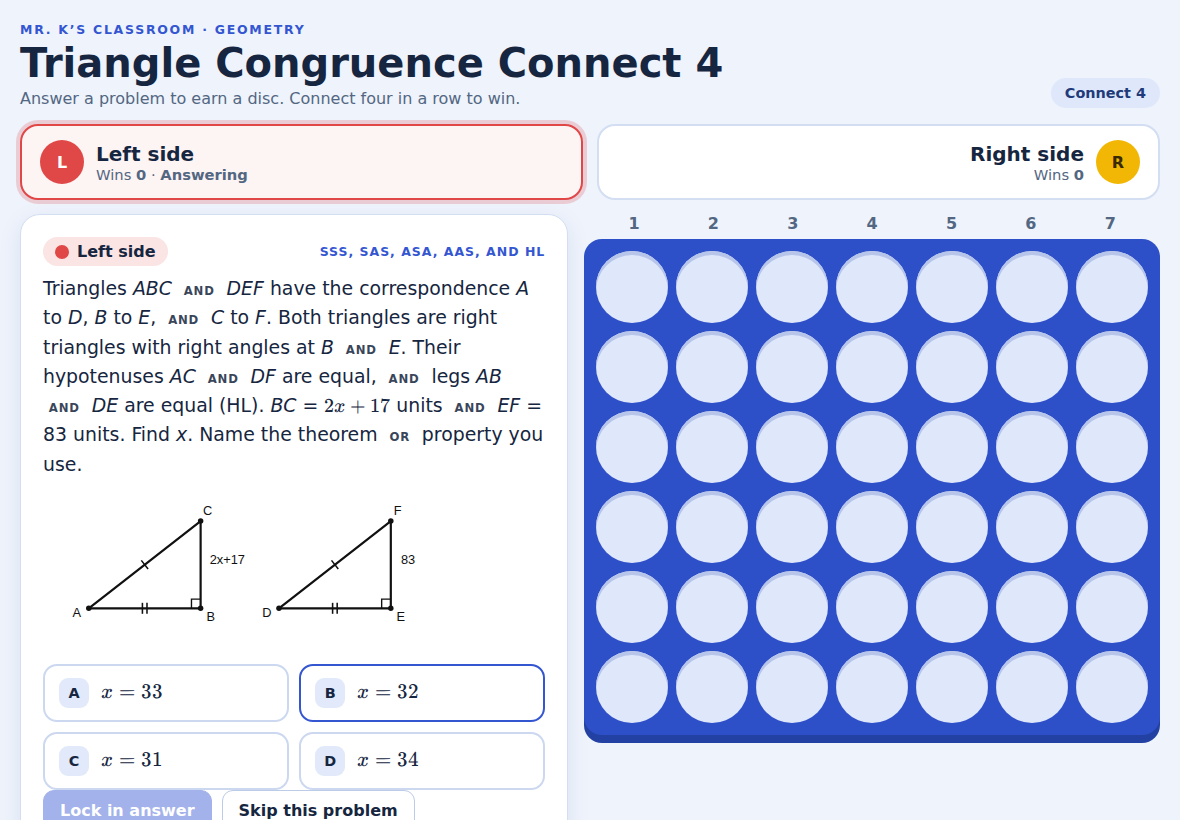 MR. K'S CLASSROOM · GEOMETRY
Triangle Congruence Connect 4
Answer a problem to earn a disc. Connect four in a row to win.
Connect 4
L
Left side
Wins 0 · Answering
Right side
Wins 0
R
Left side
SSS, SAS, ASA, AAS, AND HL
Triangles ABC AND DEF have the correspondence A
to D, B to E, AND C to F. Both triangles are right
triangles with right angles at B AND E. Their
hypotenuses AC AND DF are equal, AND legs AB
AND DE are equal (HL). BC = 2x + 17 units AND EF =
83 units. Find x. Name the theorem OR property you
use.
C
2x+17
A
B
F
83
D
E
A x = 33
B x = 32
C x = 31
D x = 34
Lock in answer
Skip this problem
1 2 3 4 5 6 7